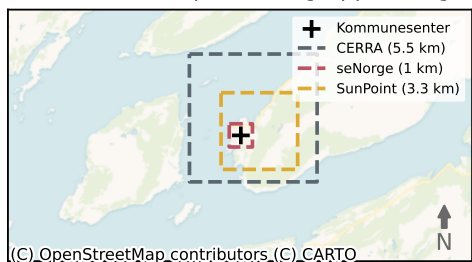 Kommunesenter
CERRA (5.5 km)
seNorge (1 km)
SunPoint (3.3 km)
N
(C) OpenStreetMap contributors (C) CARTO